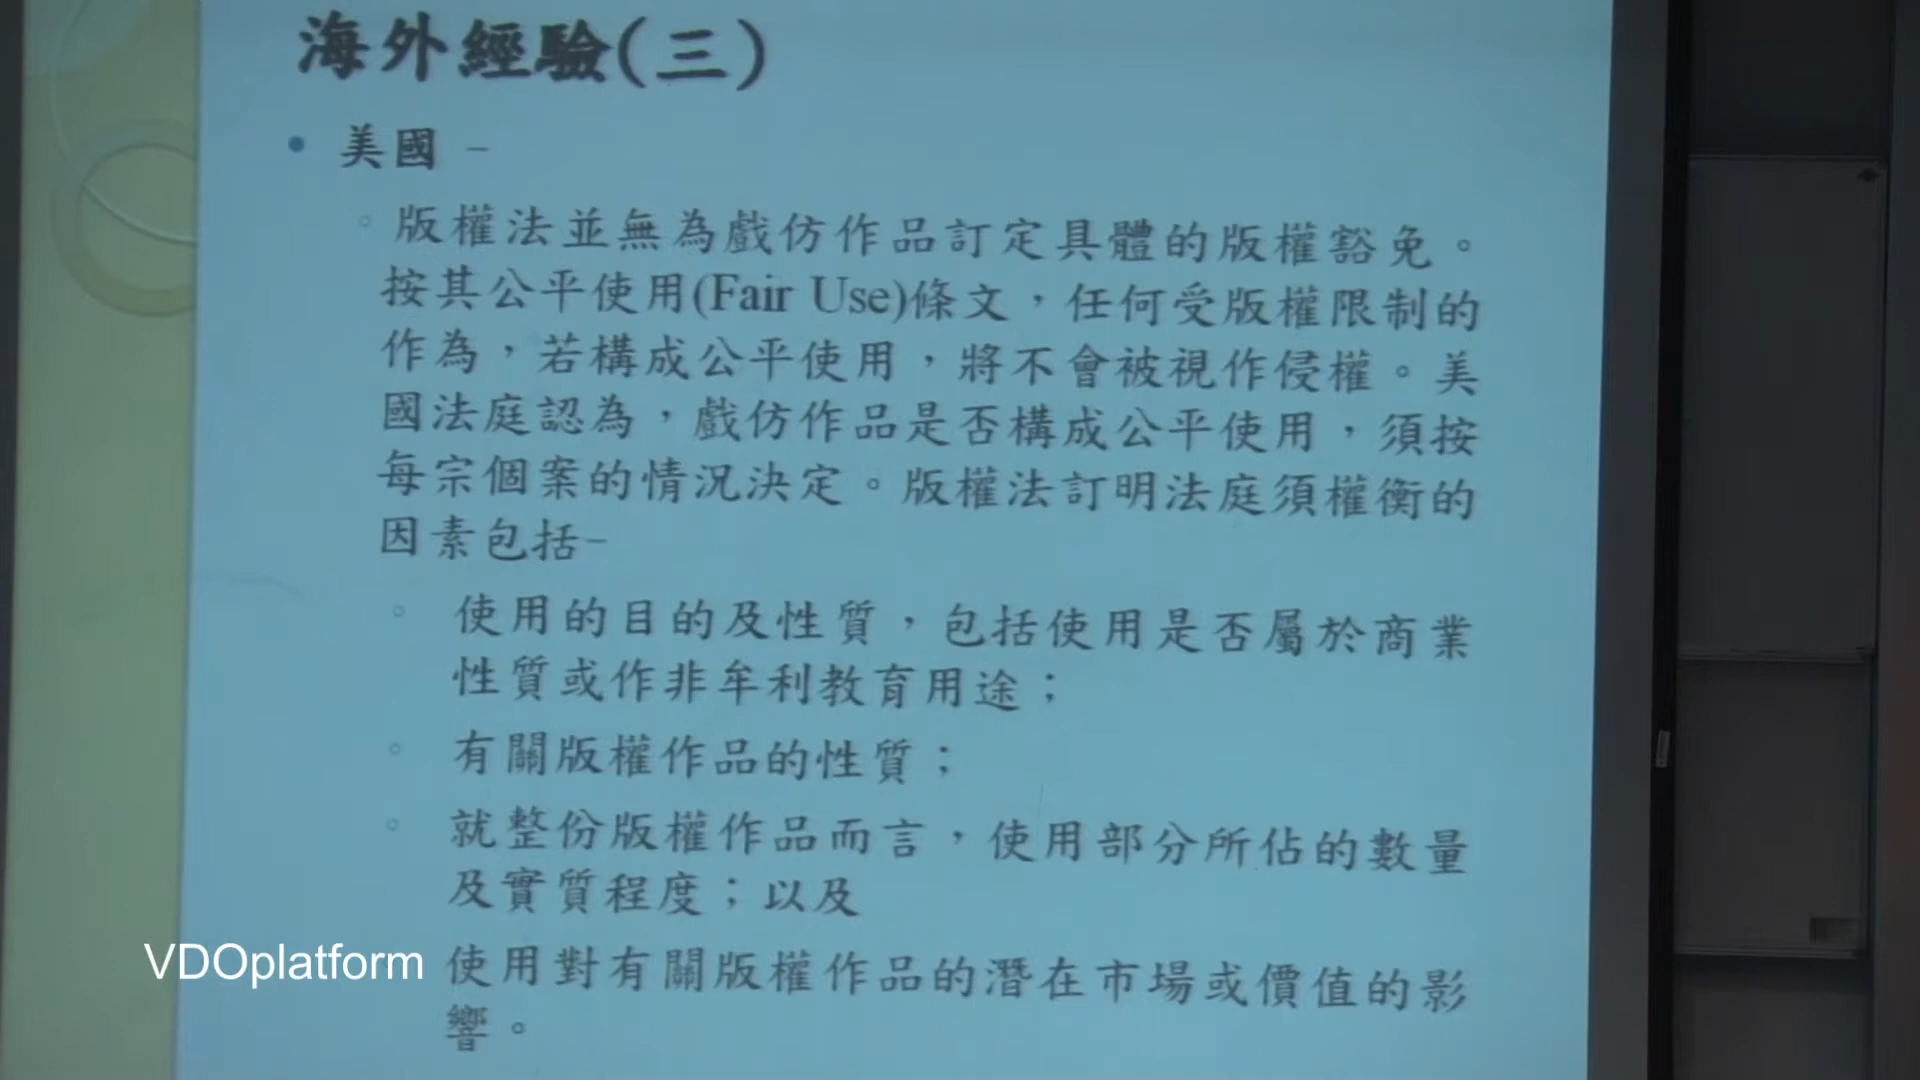 海外經驗(三)
• 美國 –
◦ 版權法並無為戲仿作品訂定具體的版權豁免。
按其公平使用(Fair Use)條文，任何受版權限制的
作為，若構成公平使用，將不會被視作侵權。美
國法庭認為，戲仿作品是否構成公平使用，須按
每宗個案的情況決定。版權法訂明法庭須權衡的
因素包括–
◦ 使用的目的及性質，包括使用是否屬於商業
性質或作非牟利教育用途；
◦ 有關版權作品的性質；
◦ 就整份版權作品而言，使用部分所佔的數量
及實質程度；以及
使用對有關版權作品的潛在市場或價值的影
響。
VDOplatform